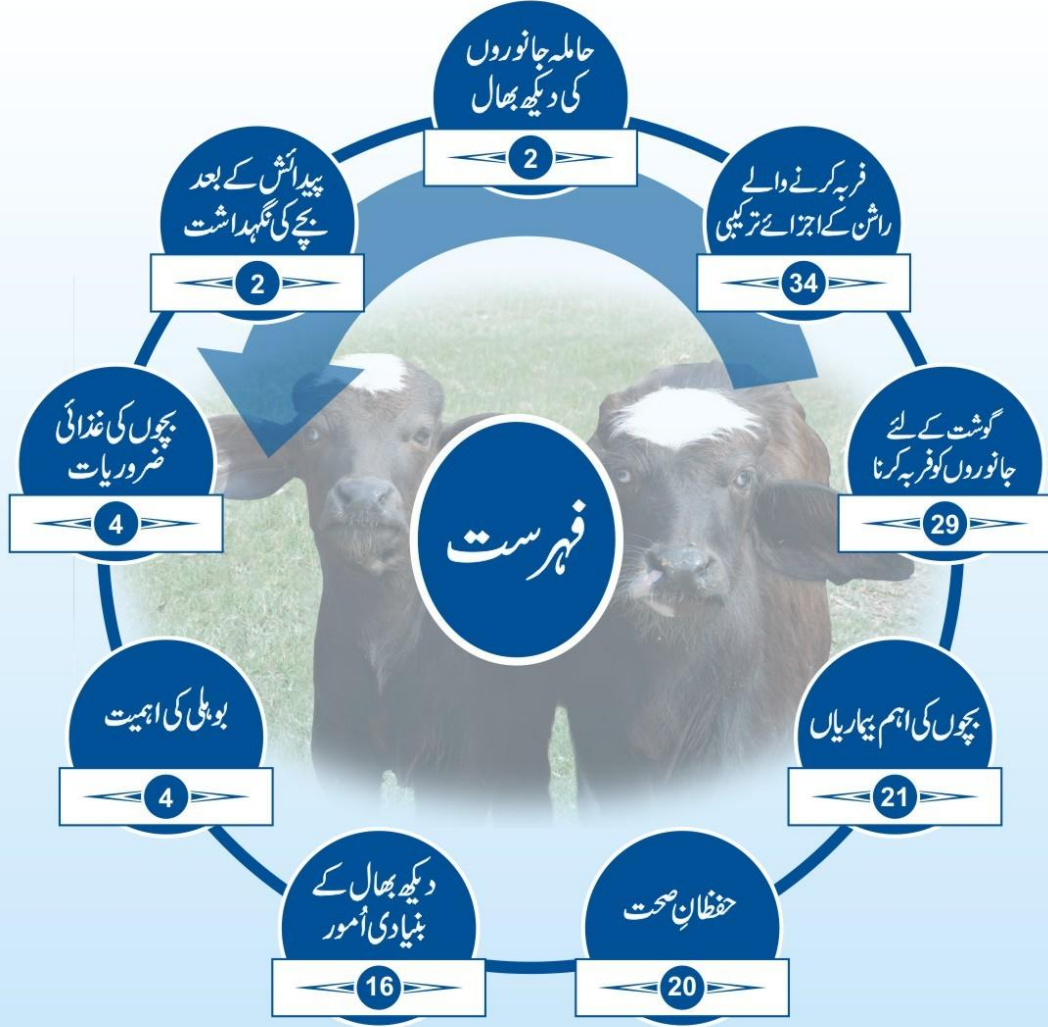 فہرست
حاملہ جانوروں
کی دیکھ بھال
2
پیدائش کے بعد
بچے کی نگہداشت
2
بچوں کی غذائی
ضروریات
4
بوہلی کی اہمیت
4
دیکھ بھال کے
بنیادی اُمور
16
حفظانِ صحت
20
بچوں کی اہم بیماریاں
21
گوشت کے لئے
جانوروں کو فربہ کرنا
29
فربہ کرنے والے
راشن کے اجزائے ترکیبی
34